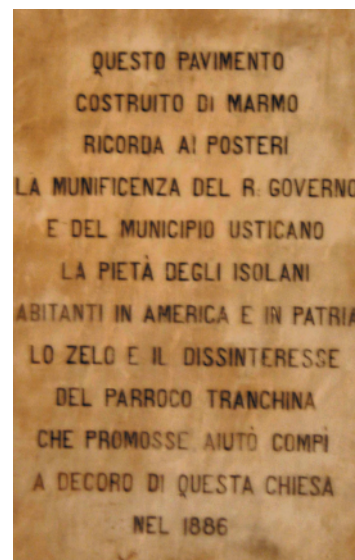 QUESTO PAVIMENTO
COSTRUITO DI MARMO
RICORDA AI POSTERI
LA MUNIFICENZA DEL R. GOVERNO
E DEL MUNICIPIO USTICANO
LA PIETÀ DEGLI ISOLANI
ABITANTI IN AMERICA E IN PATRIA
LO ZELO E IL DISSINTERESSE
DEL PARROCO TRANCHINA
CHE PROMOSSE AIUTÒ COMPÌ
A DECORO DI QUESTA CHIESA
NEL 1886